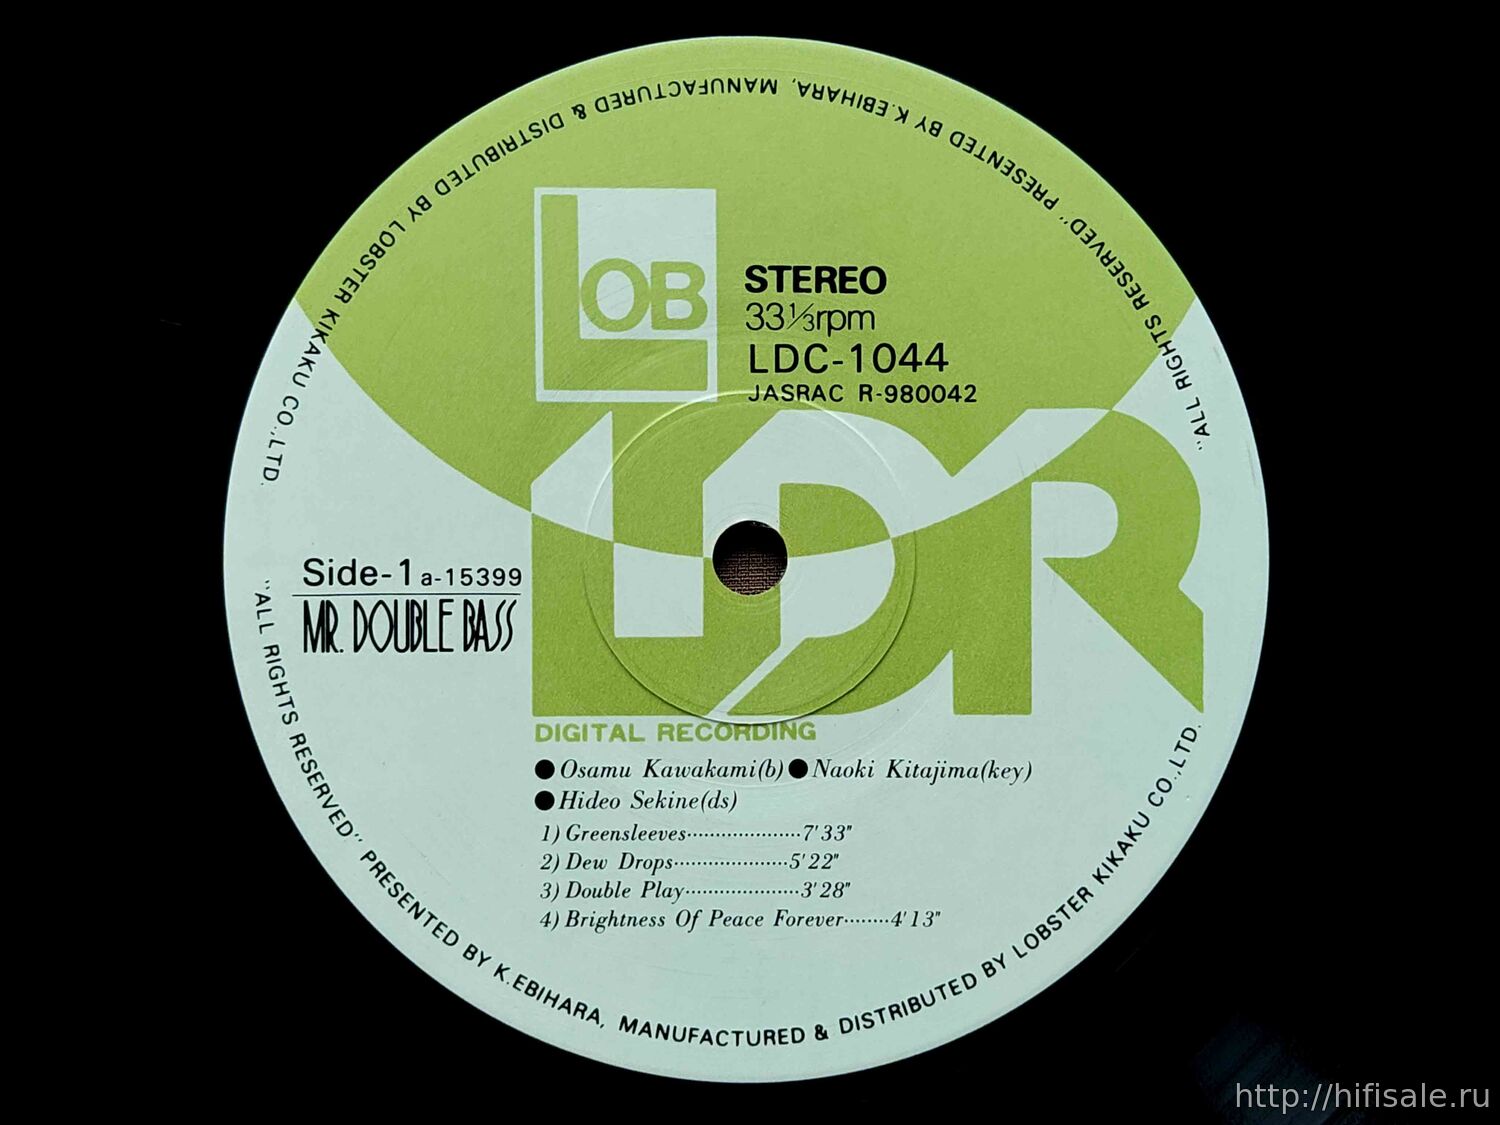 "ALL RIGHTS RESERVED" PRESENTED BY K.EBIHARA, MANUFACTURED & DISTRIBUTED BY LOBSTER KIKAKU CO.,LTD.
LOB
STEREO
33⅓rpm
LDC-1044
JASRAC R-980042
LDR
Side-1 a-15399
MR. DOUBLE BASS
DIGITAL RECORDING
●Osamu Kawakami(b) ●Naoki Kitajima(key)
●Hideo Sekine(ds)
1) Greensleeves·····················7'33"
2) Dew Drops·····················5'22"
3) Double Play·····················3'28"
4) Brightness Of Peace Forever········4'13"
"ALL RIGHTS RESERVED" PRESENTED BY K.EBIHARA, MANUFACTURED & DISTRIBUTED BY LOBSTER KIKAKU CO.,LTD.
http://hifisale.ru